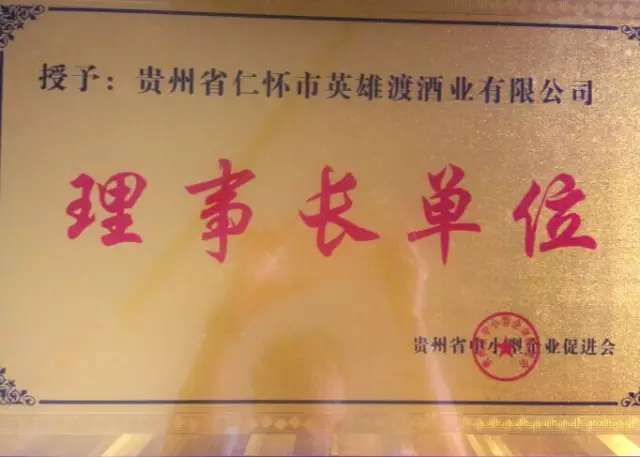 授予：贵州省仁怀市英雄渡酒业有限公司
理事长单位
贵州省中小型企业促进会